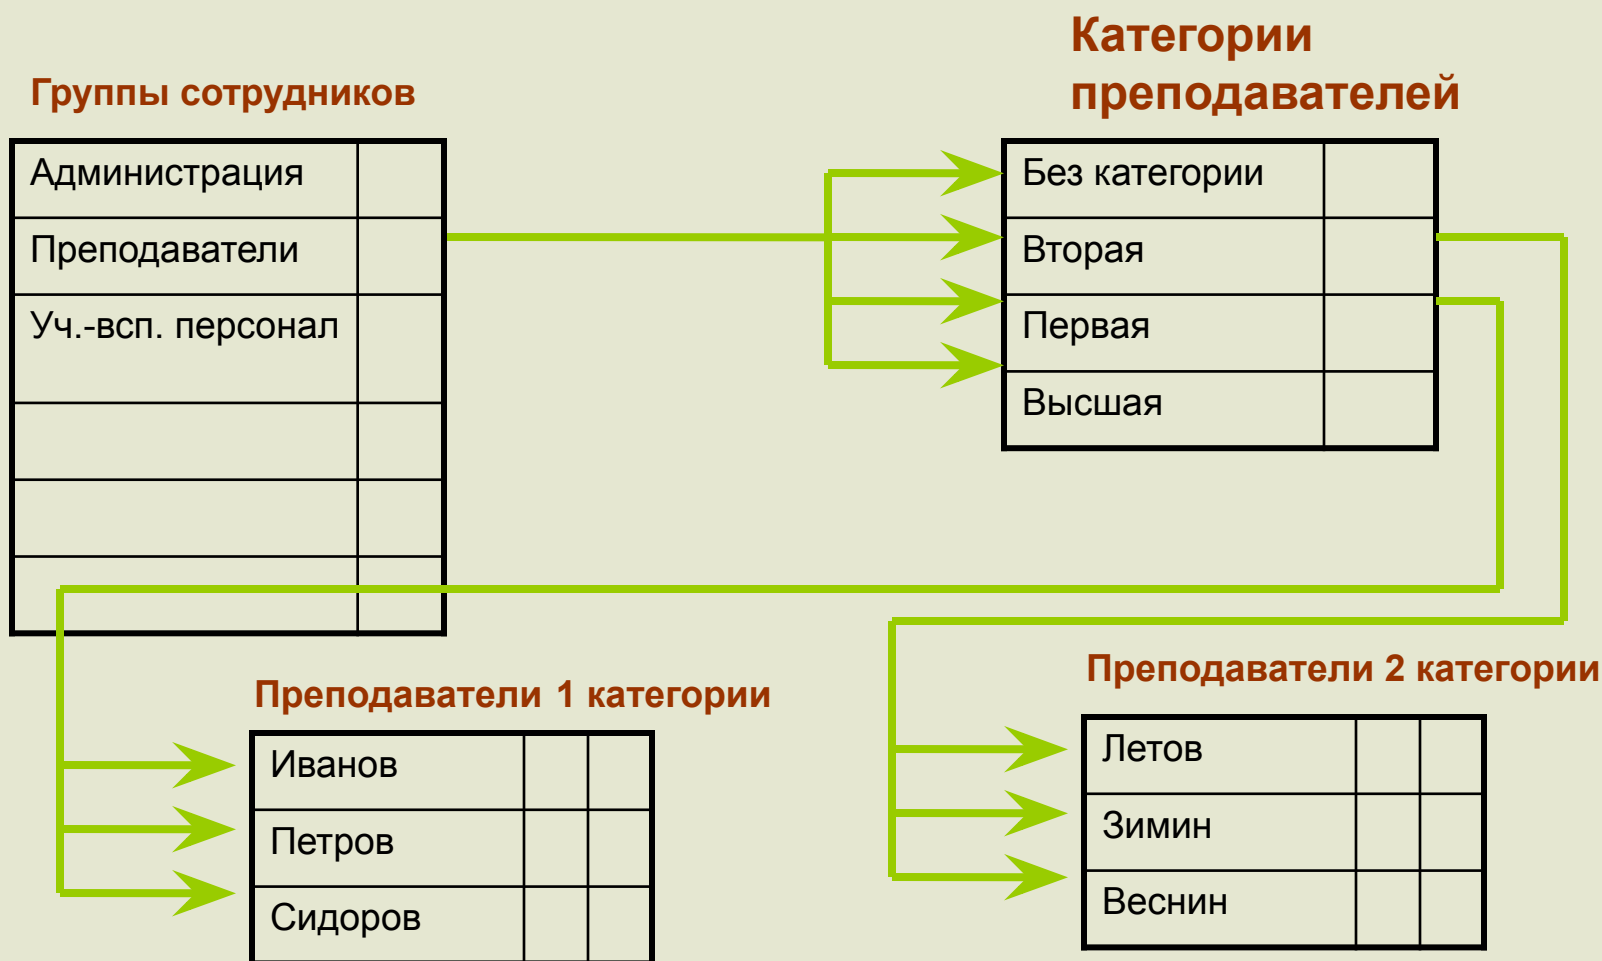 Группы сотрудников
Администрация
Преподаватели
Уч.-всп. персонал
Категории
преподавателей
Без категории
Вторая
Первая
Высшая
Преподаватели 1 категории
Иванов
Петров
Сидоров
Преподаватели 2 категории
Летов
Зимин
Веснин